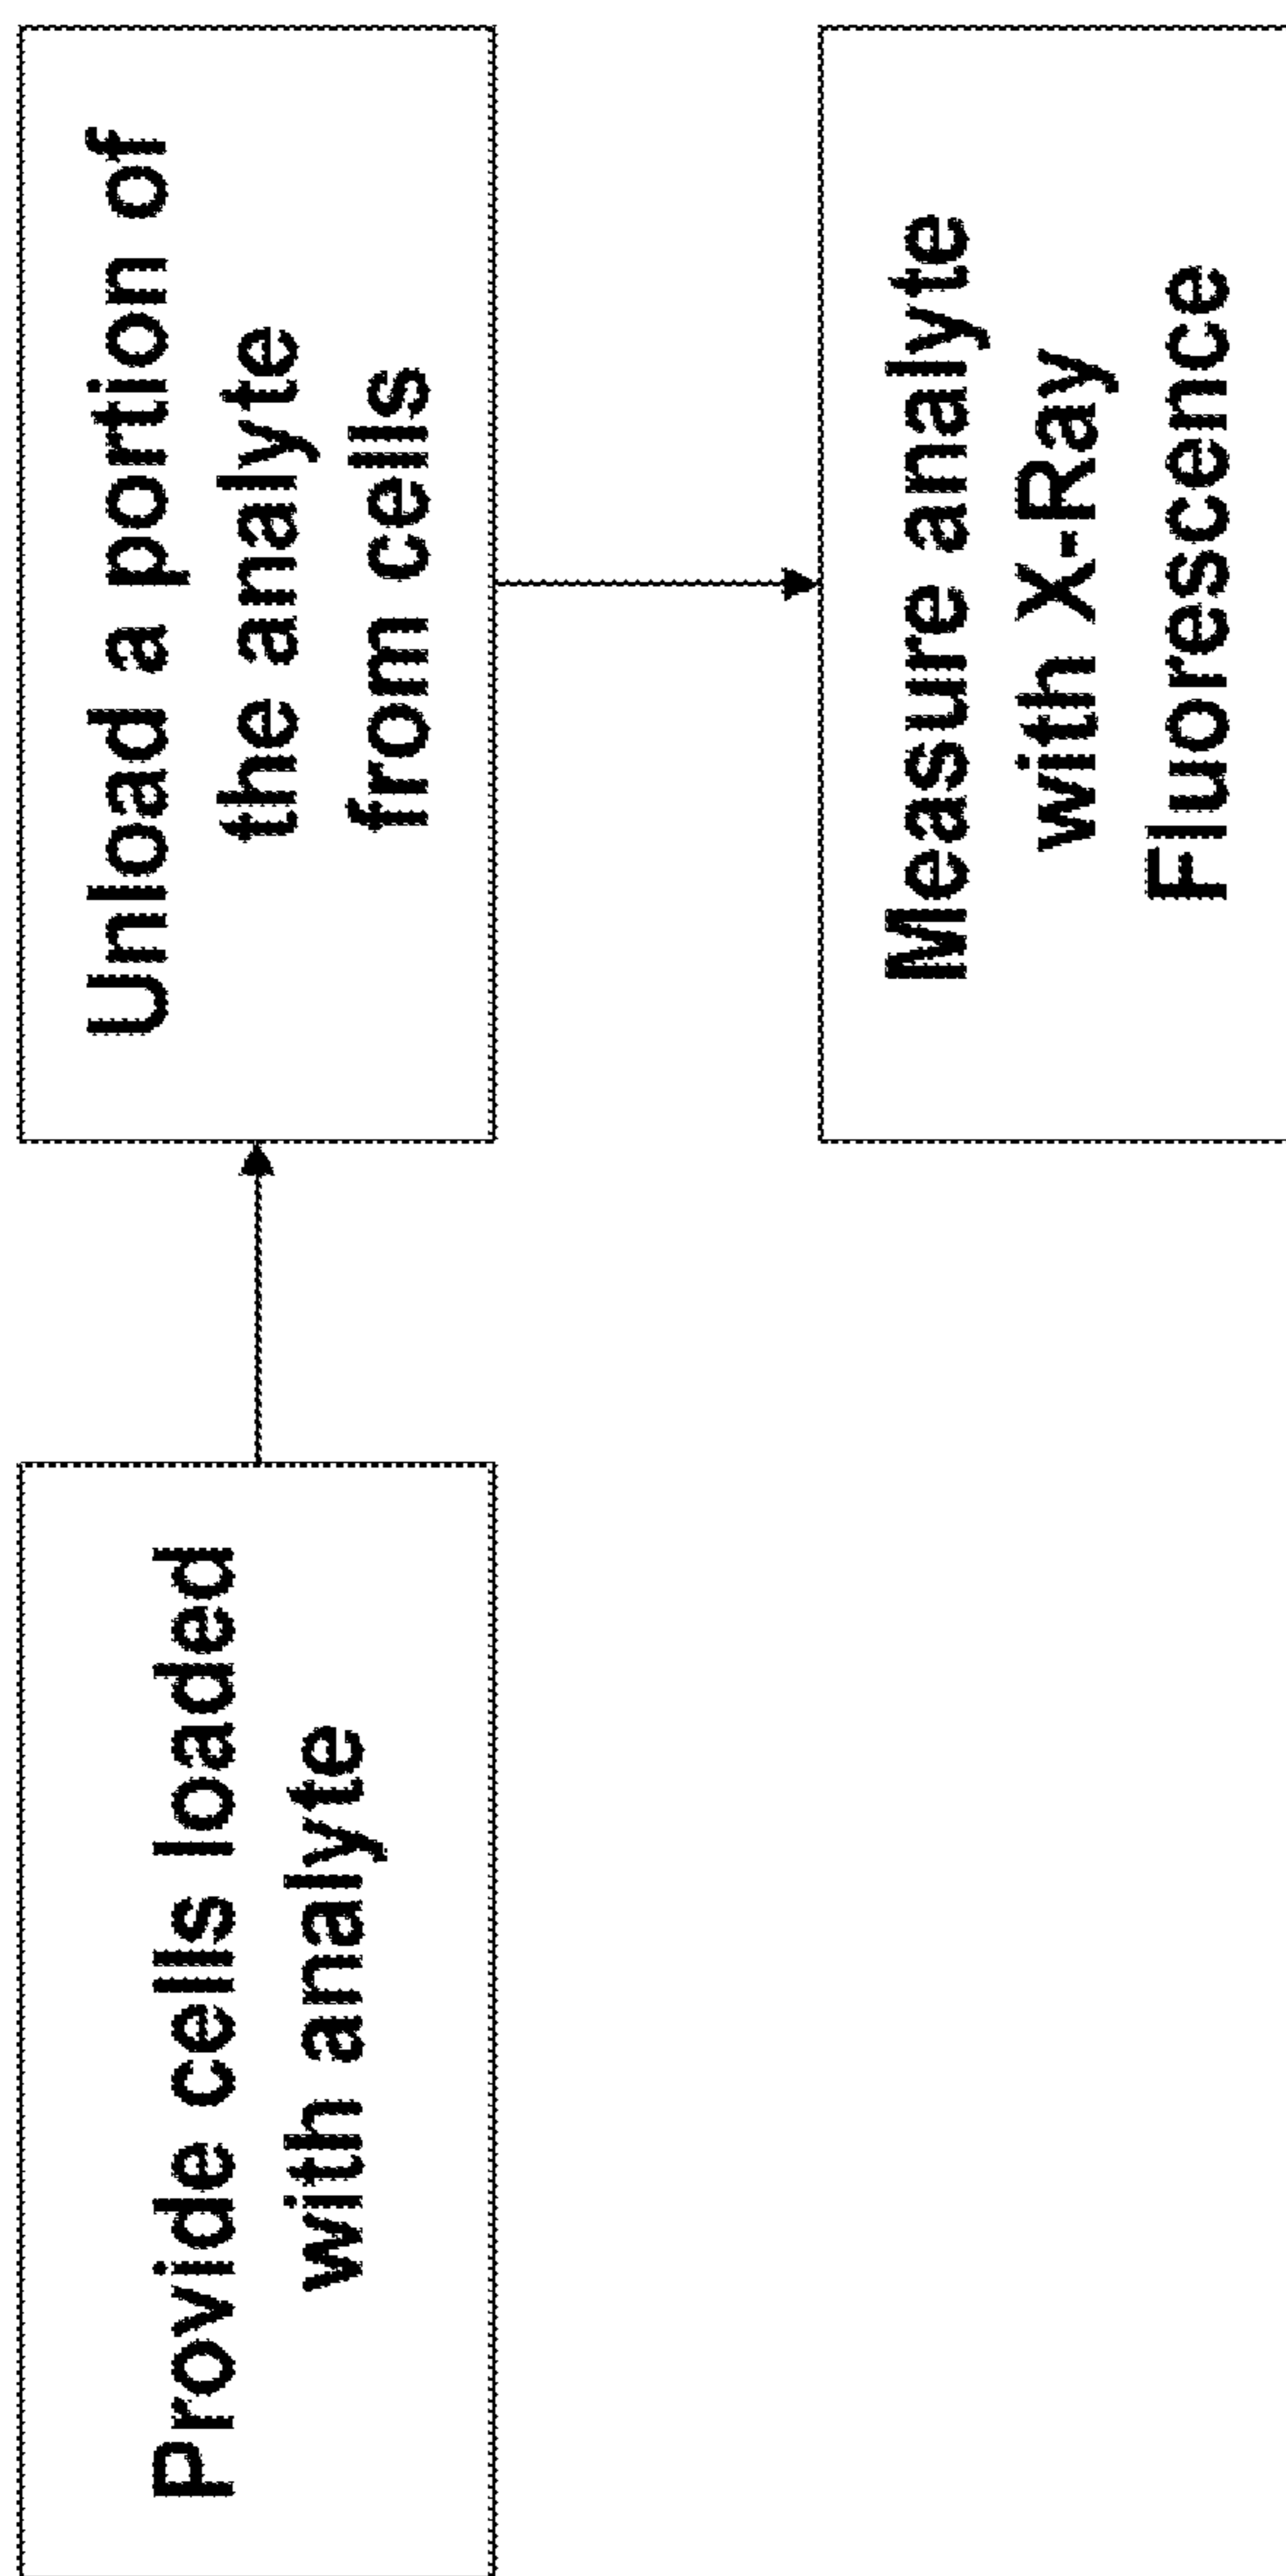 Provide cells loaded
with analyte
Unload a portion of
the analyte
from cells
Measure analyte
with X-Ray
Fluorescence